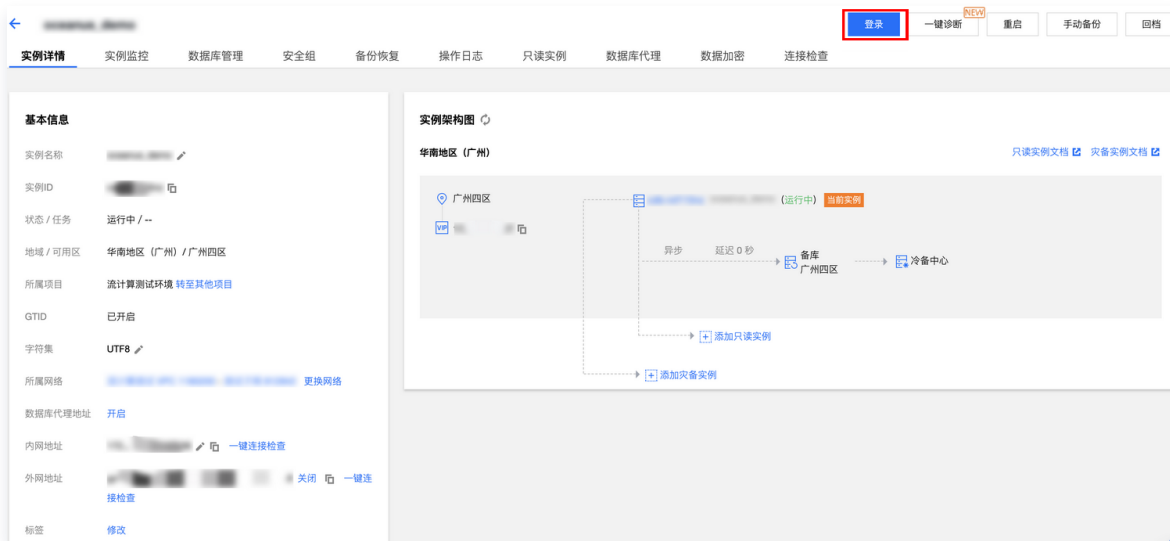 登录
NEW
一键诊断
重启
手动备份
回档
实例详情
实例监控
数据库管理
安全组
备份恢复
操作日志
只读实例
数据库代理
数据加密
连接检查
基本信息
实例名称
实例ID
状态 / 任务
运行中 / --
地域 / 可用区
华南地区（广州）/ 广州四区
所属项目
流计算测试环境 转至其他项目
GTID
已开启
字符集
UTF8
所属网络
更换网络
数据库代理地址
开启
内网地址
一键连接检查
外网地址
关闭
一键连
接检查
标签
修改
实例架构图
华南地区（广州）
只读实例文档
灾备实例文档
广州四区
VIP
(运行中)
当前实例
异步
延迟 0 秒
备库
广州四区
冷备中心
添加只读实例
添加灾备实例